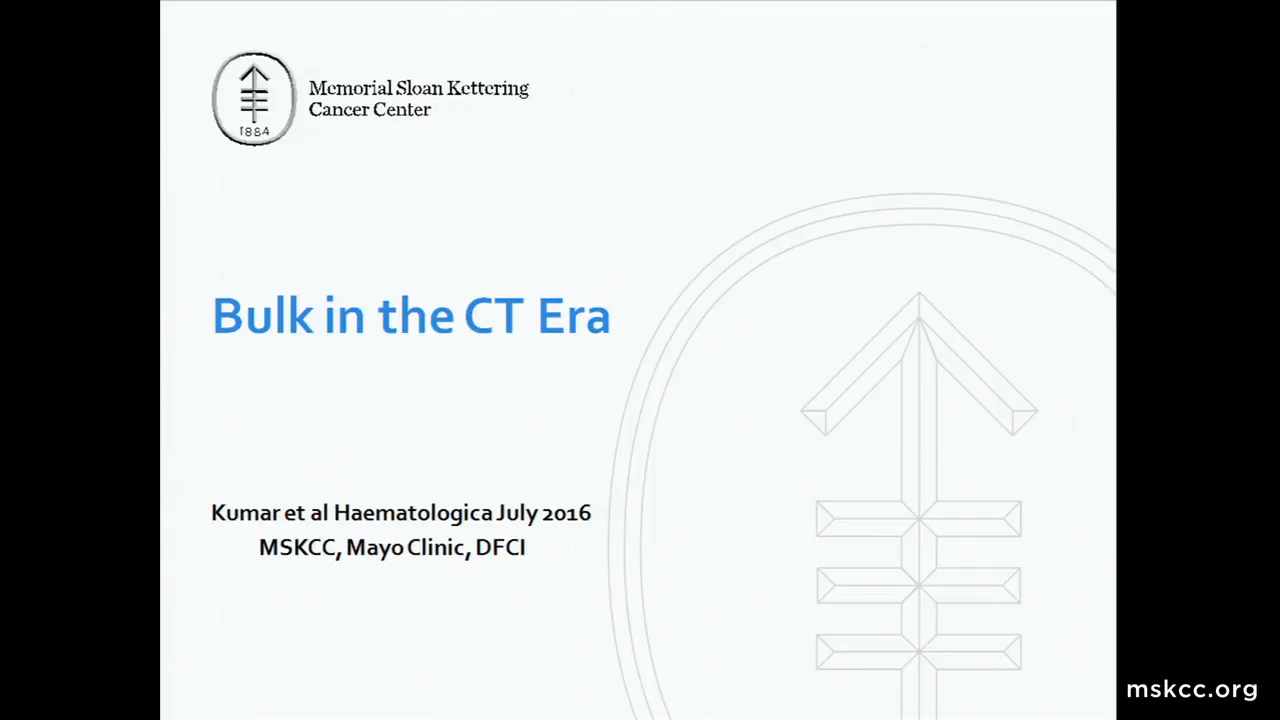 Memorial Sloan Kettering
Cancer Center
1884
Bulk in the CT Era
Kumar et al Haematologica July 2016
MSKCC, Mayo Clinic, DFCI
mskcc.org